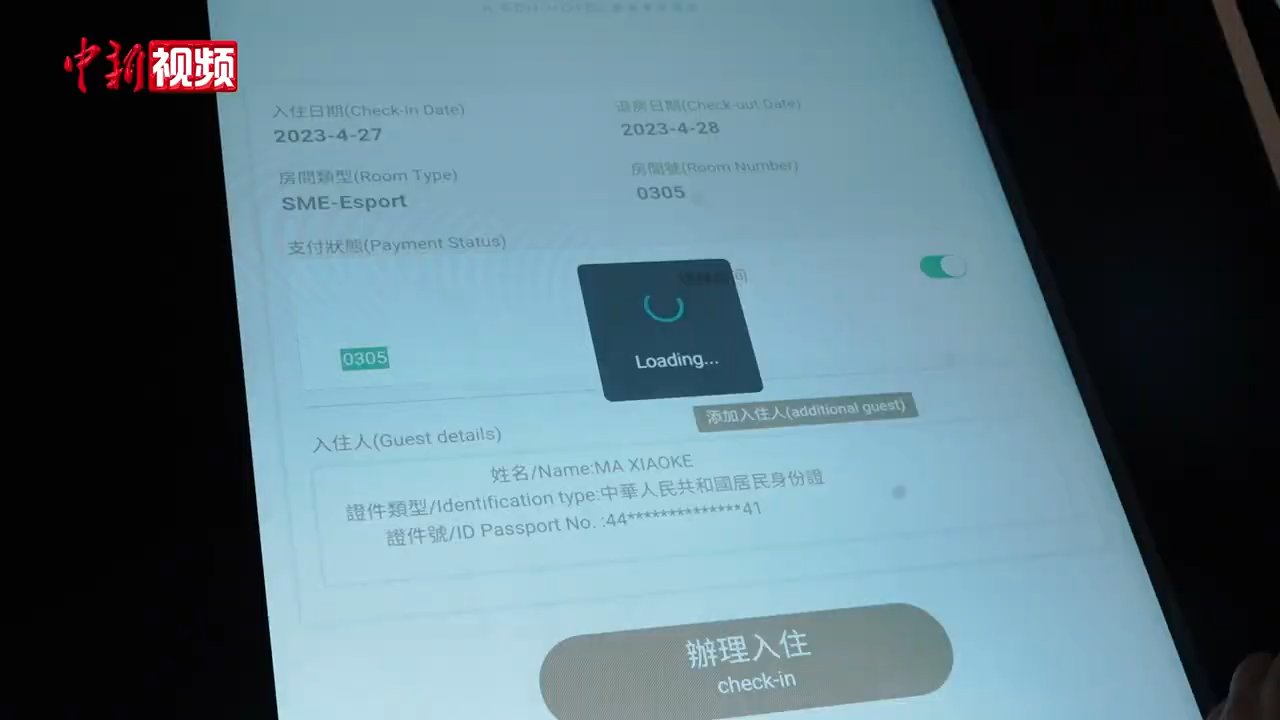 中新视频
入住日期(Check-in Date)
2023-4-27
退房日期(Check-out Date)
2023-4-28
房間類型(Room Type)
SME-Esport
房間號(Room Number)
0305
支付狀態(Payment Status)
Loading...
0305
添加入住人(additional guest)
入住人(Guest details)
姓名/Name:MA XIAOKE
證件類型/Identification type:中華人民共和國居民身份證
證件號/ID Passport No. :44**************41
辦理入住
check-in